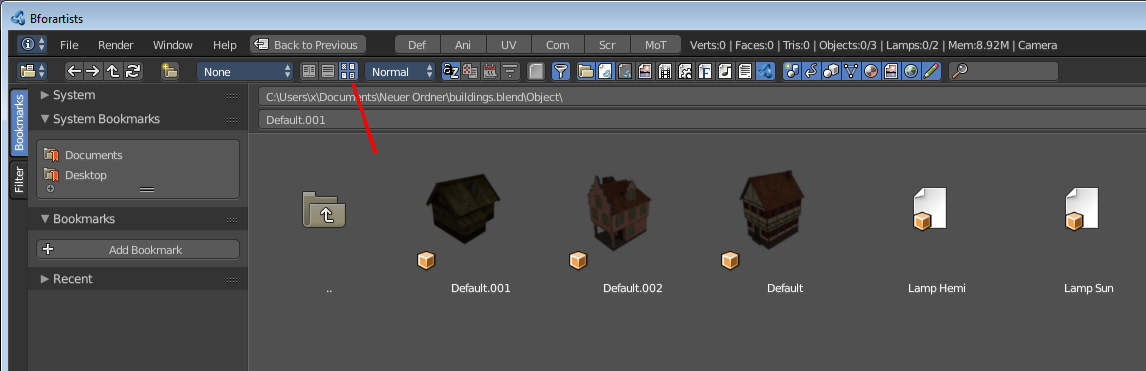 Bforartists
File Render Window Help Back to Previous Def Ani UV Com Scr MoT Verts:0 | Faces:0 | Tris:0 | Objects:0/3 | Lamps:0/2 | Mem:8.92M | Camera
None Normal
System
System Bookmarks
Documents
Desktop
Bookmarks
Add Bookmark
Recent
Bookmarks
Filter
C:\Users\x\Documents\Neuer Ordner\buildings.blend\Object\
Default.001
.. Default.001 Default.002 Default Lamp Hemi Lamp Sun